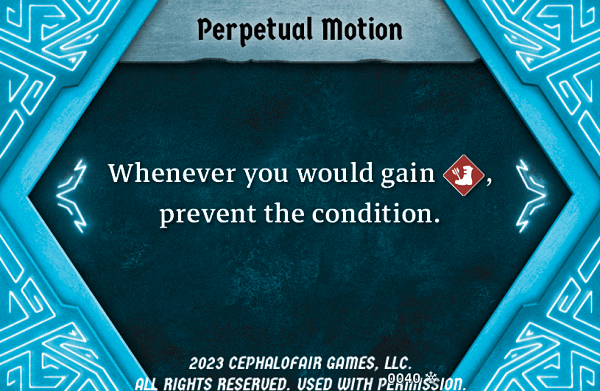 Perpetual Motion
Whenever you would gain ,
prevent the condition.
2023 CEPHALOFAIR GAMES, LLC.
ALL RIGHTS RESERVED. USED WITH PERMISSION.